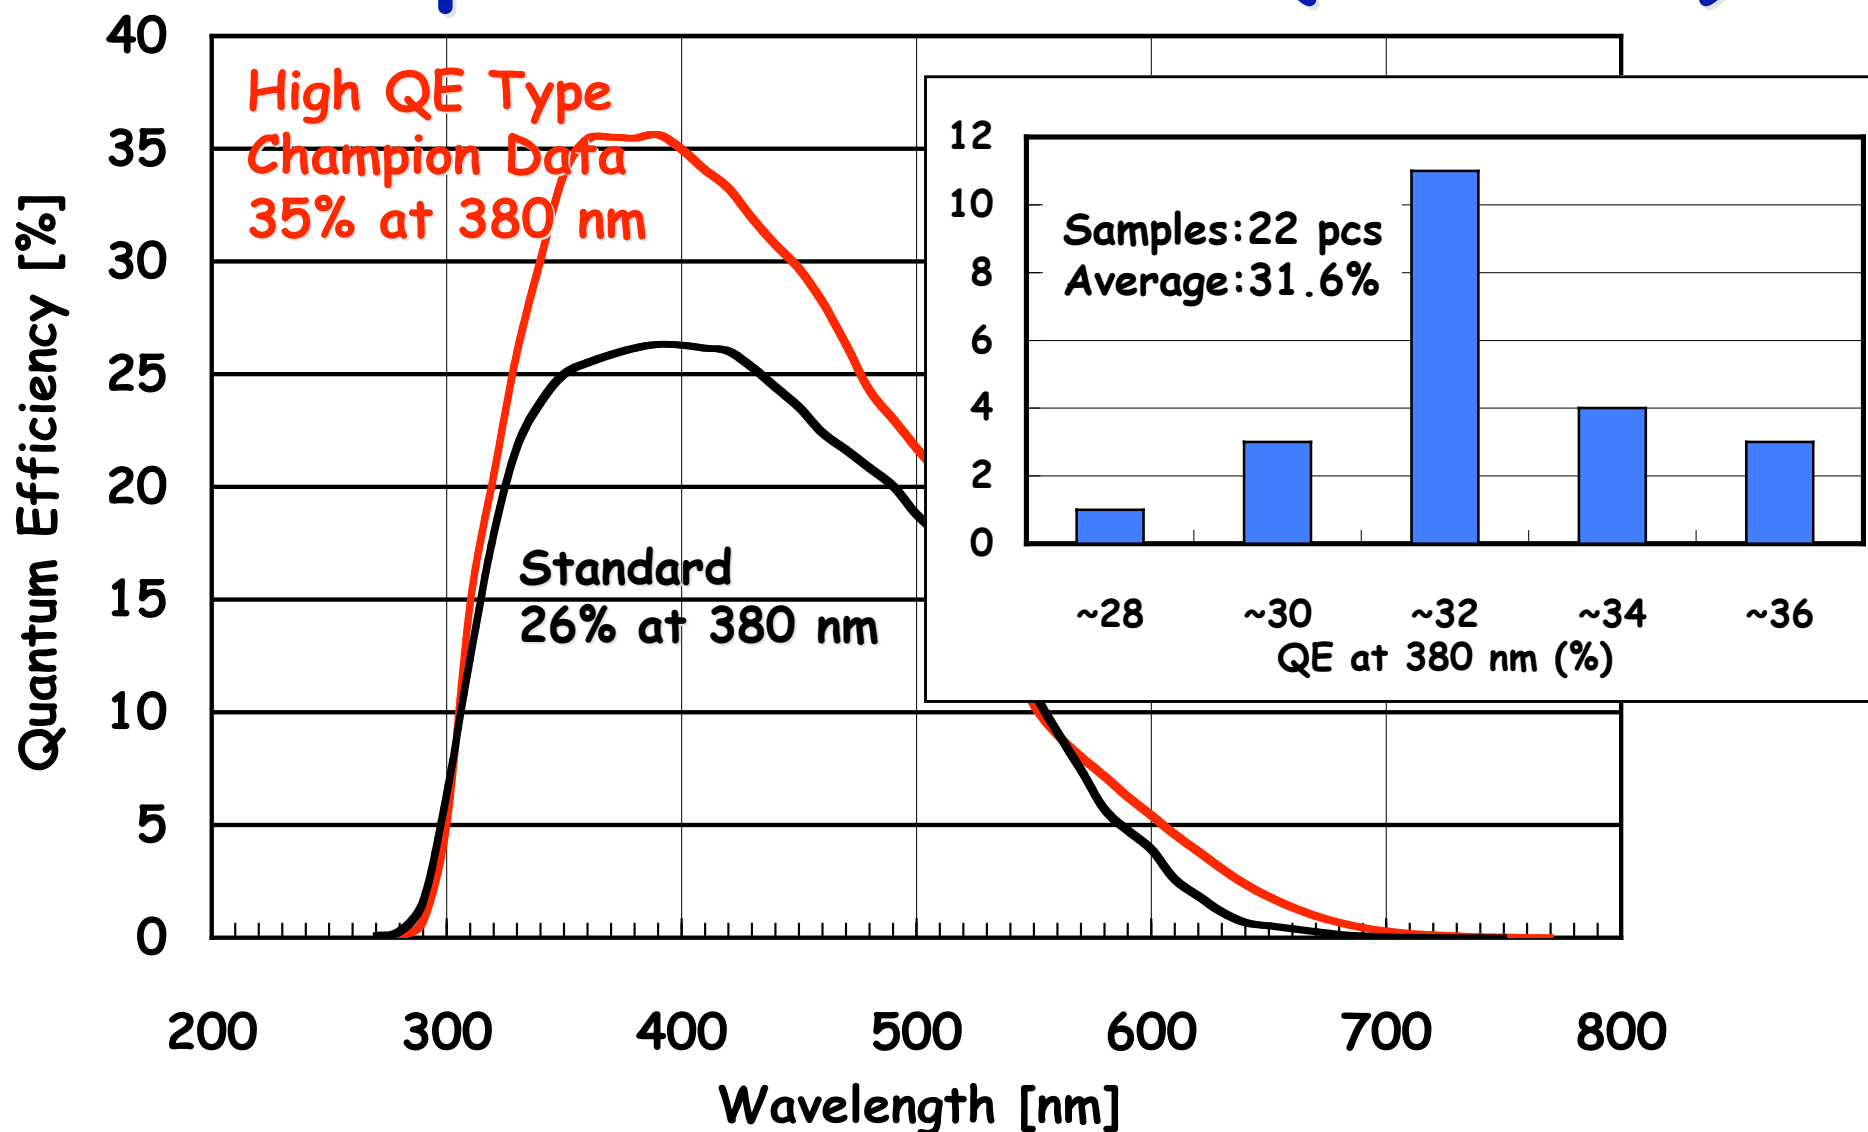 40
35
30
25
20
15
10
5
0
Quantum Efficiency [%]
High QE Type
Champion Data
35% at 380 nm
Standard
26% at 380 nm
200 300 400 500 600 700 800
Wavelength [nm]
12
10
8
6
4
2
0
Samples:22 pcs
Average:31.6%
~28 ~30 ~32 ~34 ~36
QE at 380 nm (%)